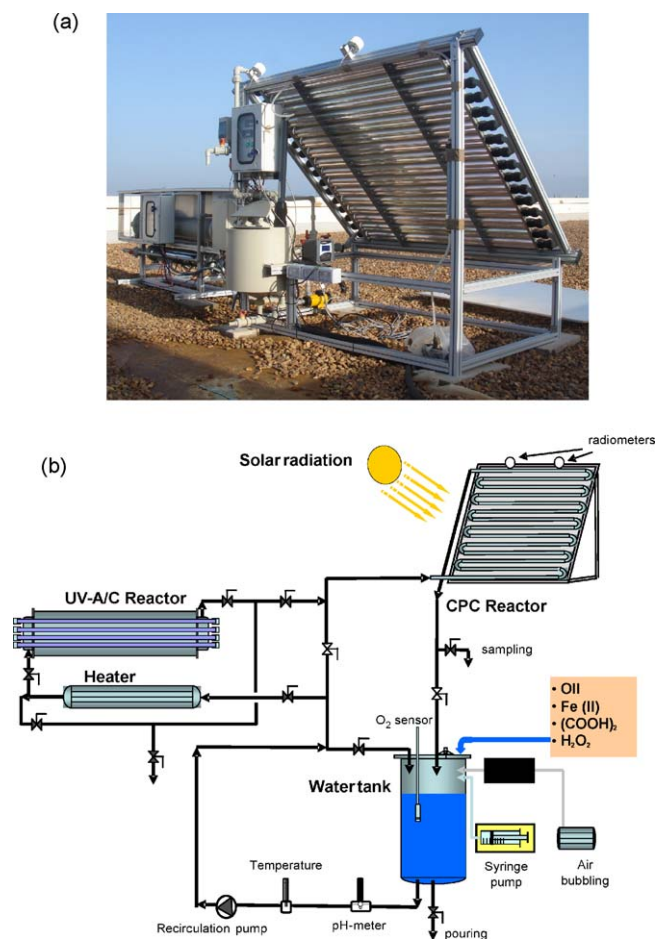 (a)
(b)
radiometers
Solar radiation
UV-A/C Reactor
CPC Reactor
sampling
Heater
• OII
• Fe (II)
• (COOH)₂
• H₂O₂
O₂ sensor
Water tank
Temperature
Syringe
pump
Air
bubbling
Recirculation pump
pH-meter
pouring